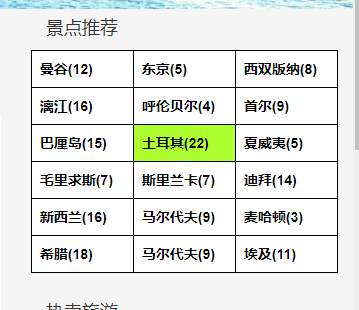 景点推荐
曼谷(12) 东京(5) 西双版纳(8)
漓江(16) 呼伦贝尔(4) 首尔(9)
巴厘岛(15) 土耳其(22) 夏威夷(5)
毛里求斯(7) 斯里兰卡(7) 迪拜(14)
新西兰(16) 马尔代夫(9) 麦哈顿(3)
希腊(18) 马尔代夫(9) 埃及(11)